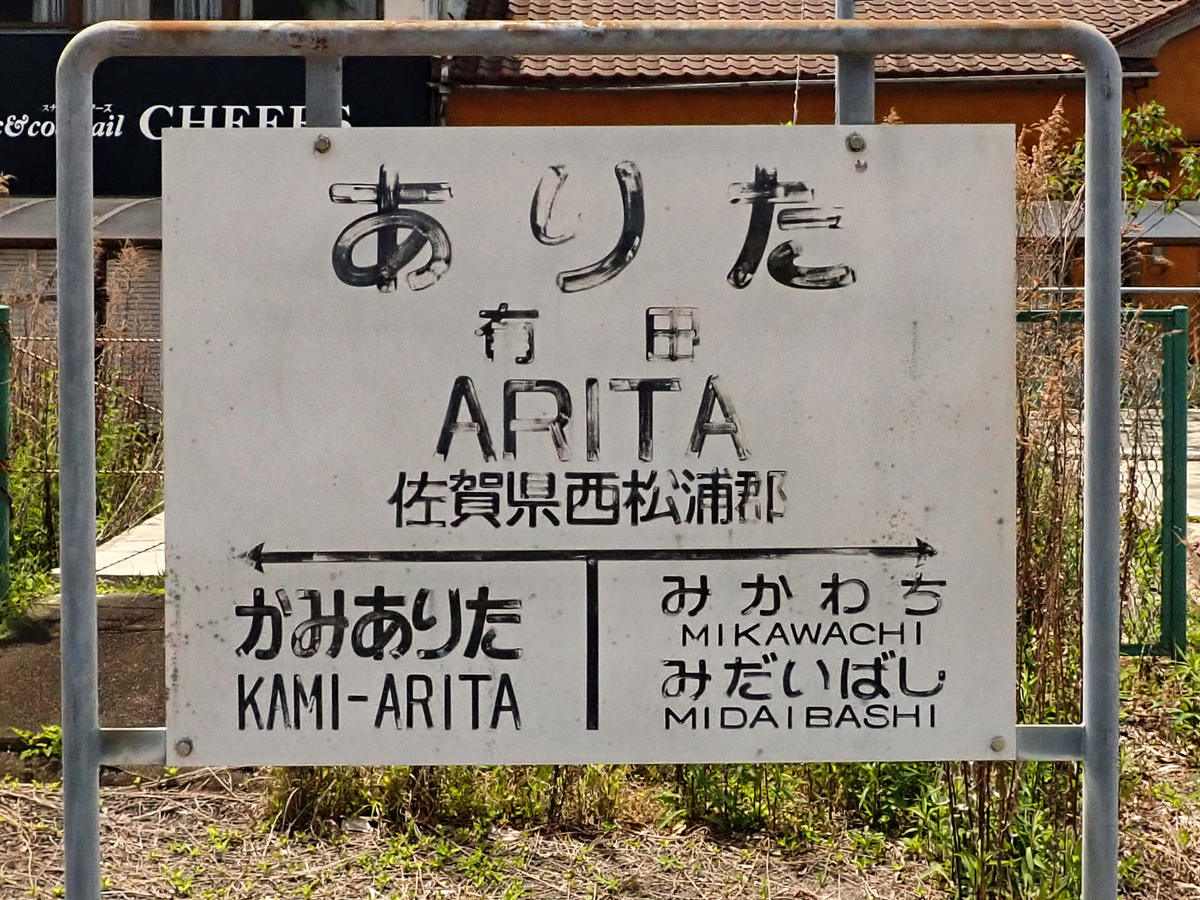 CHEERS
ありた
有田
ARITA
佐賀県西松浦郡
かみありた
KAMI-ARITA
みかわち
MIKAWACHI
みだいばし
MIDAIBASHI